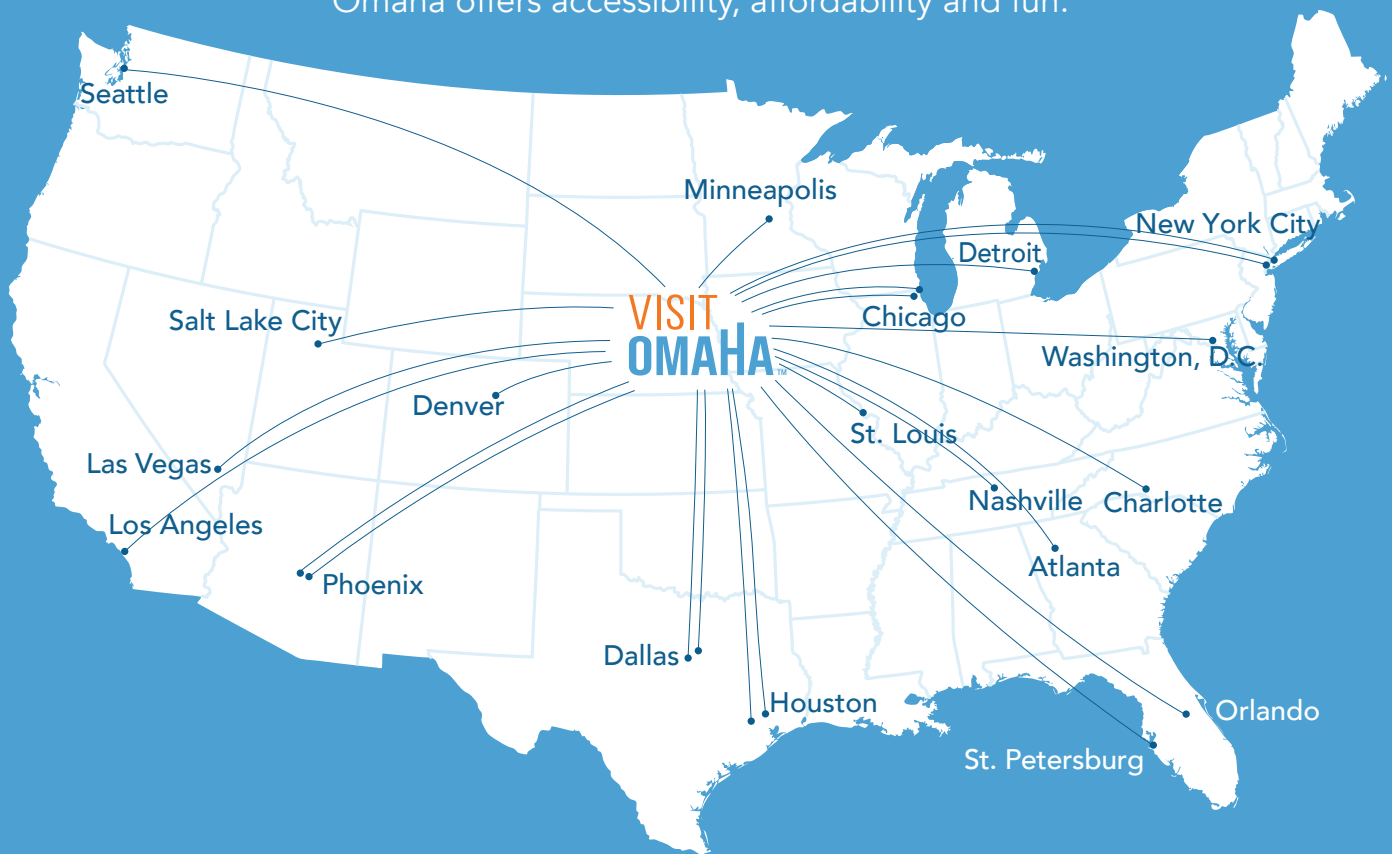 Omaha offers accessibility, affordability and fun.
Seattle
Minneapolis
New York City
Detroit
VISIT
OMAHA™
Salt Lake City
Chicago
Washington, D.C.
Denver
St. Louis
Las Vegas
Nashville
Charlotte
Los Angeles
Atlanta
Phoenix
Dallas
Houston
Orlando
St. Petersburg